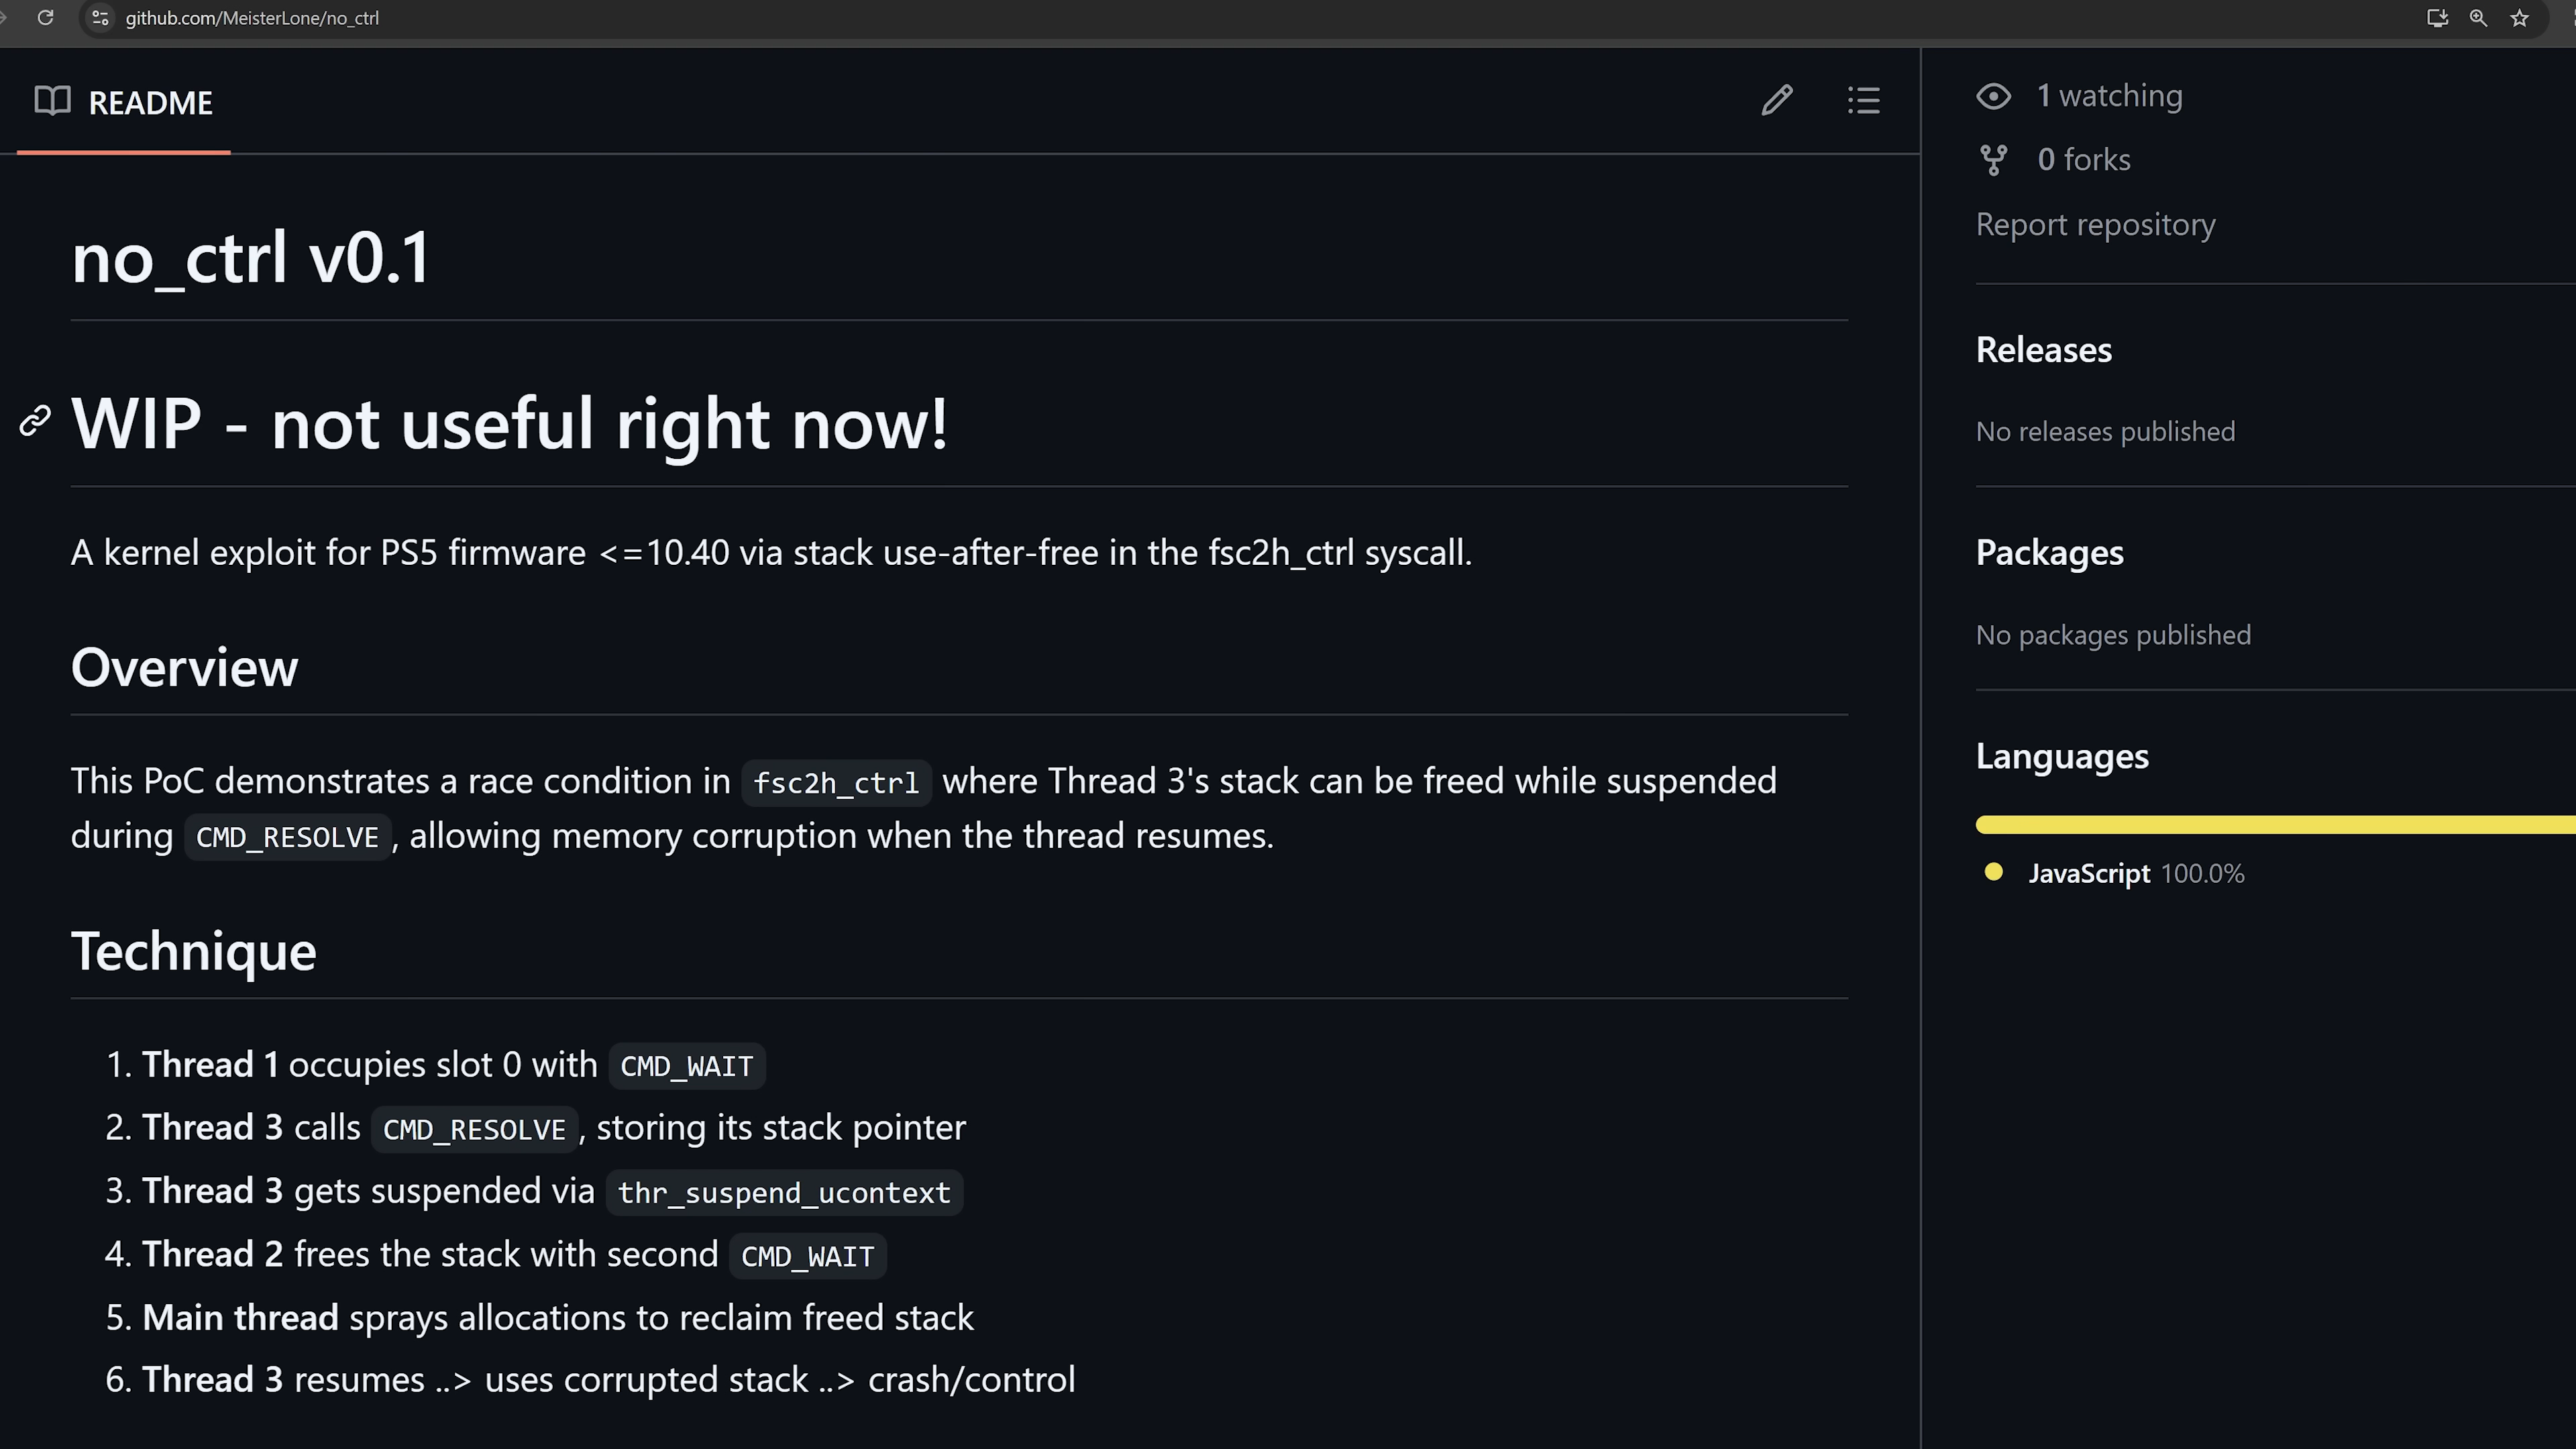 github.com/MeisterLone/no_ctrl
README
no_ctrl v0.1
WIP - not useful right now!
A kernel exploit for PS5 firmware <=10.40 via stack use-after-free in the fsc2h_ctrl syscall.
Overview
This PoC demonstrates a race condition in fsc2h_ctrl where Thread 3's stack can be freed while suspended
during CMD_RESOLVE, allowing memory corruption when the thread resumes.
Technique
1. Thread 1 occupies slot 0 with CMD_WAIT
2. Thread 3 calls CMD_RESOLVE, storing its stack pointer
3. Thread 3 gets suspended via thr_suspend_ucontext
4. Thread 2 frees the stack with second CMD_WAIT
5. Main thread sprays allocations to reclaim freed stack
6. Thread 3 resumes ..> uses corrupted stack ..> crash/control
1 watching
0 forks
Report repository
Releases
No releases published
Packages
No packages published
Languages
JavaScript 100.0%